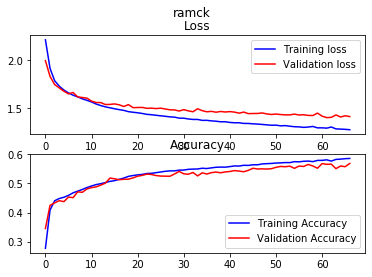 ramck
Loss
2.0
1.5
Training loss
Validation loss
0 10 20 30 40 50 60
Accuracy
0.6
0.5
0.4
0.3
Training Accuracy
Validation Accuracy
0 10 20 30 40 50 60